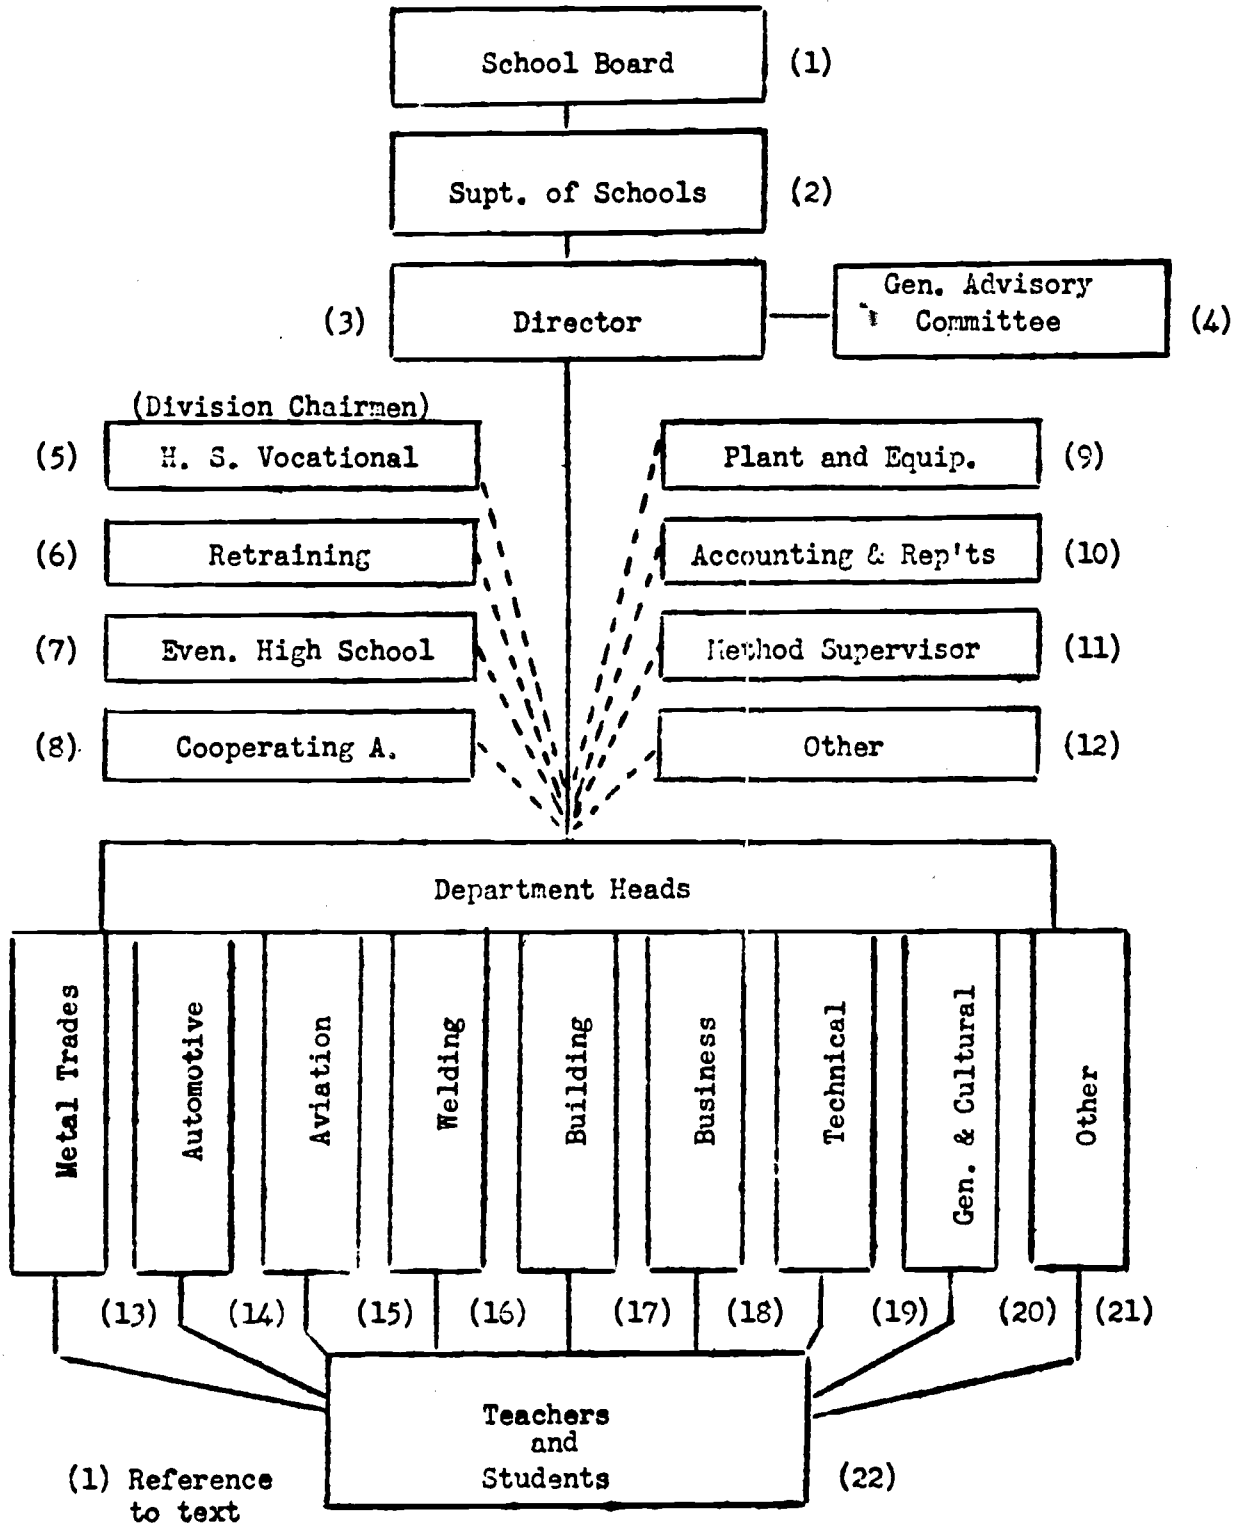 School Board (1)
Supt. of Schools (2)
(3) Director
Gen. Advisory
Committee (4)
(Division Chairmen)
(5) H. S. Vocational
Plant and Equip. (9)
(6) Retraining
Accounting & Rep'ts (10)
(7) Even. High School
Method Supervisor (11)
(8) Cooperating A.
Other (12)
Department Heads
Metal Trades
Automotive
Aviation
Welding
Building
Business
Technical
Gen. & Cultural
Other
(13) (14) (15) (16) (17) (18) (19) (20) (21)
Teachers
and
Students (22)
(1) Reference
to text